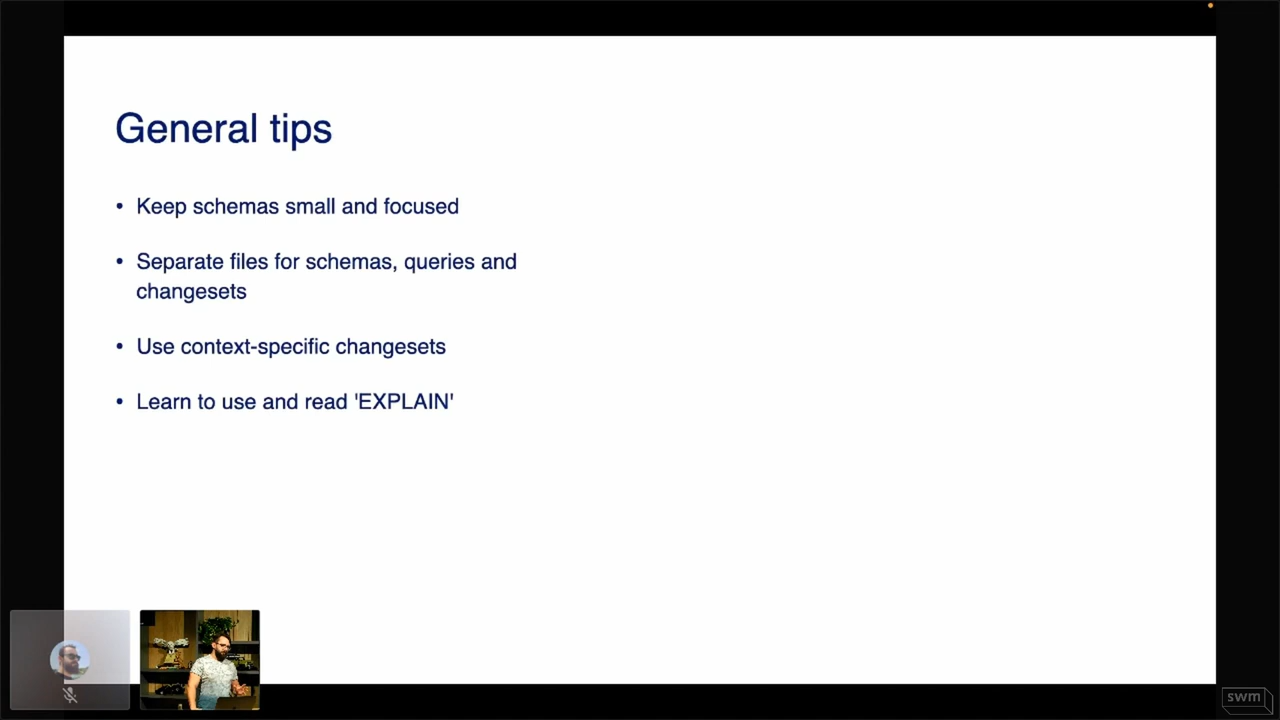 General tips
• Keep schemas small and focused
• Separate files for schemas, queries and
changesets
• Use context-specific changesets
• Learn to use and read 'EXPLAIN'
swm